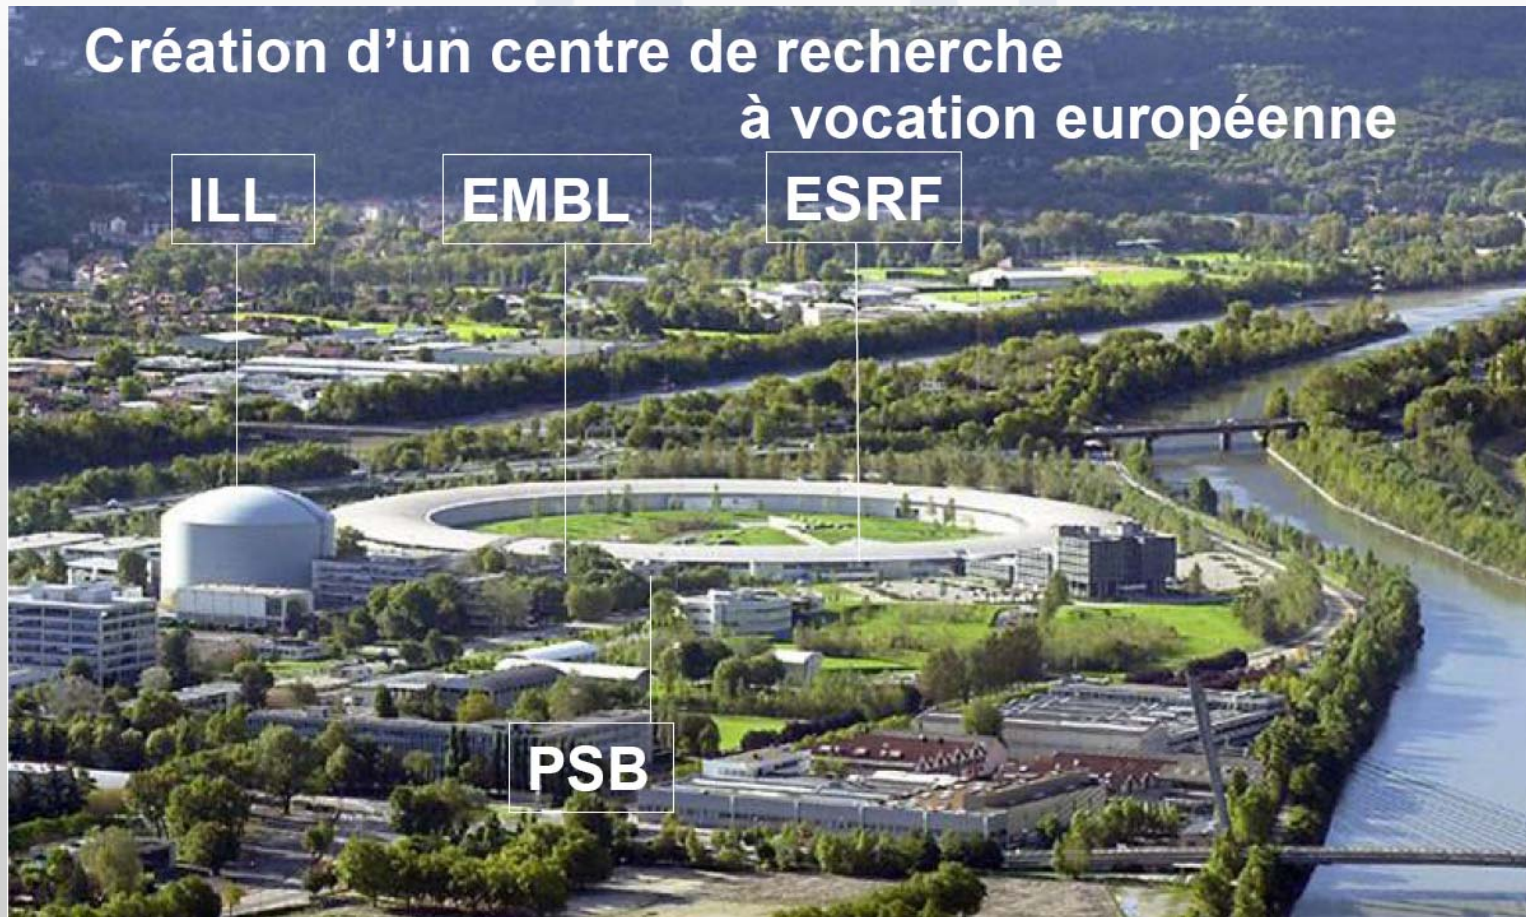 Création d’un centre de recherche
à vocation européenne
ILL
EMBL
ESRF
PSB